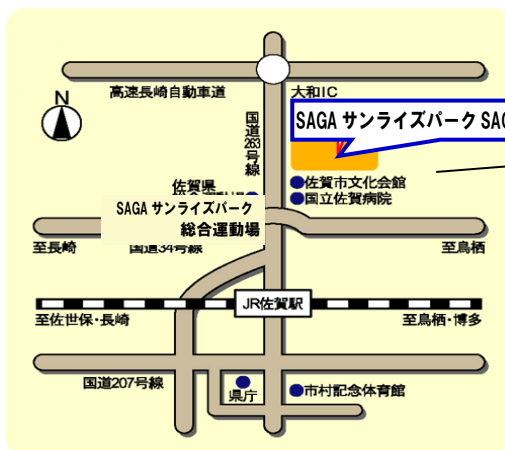 N
高速長崎自動車道
大和IC
国道263号線
SAGA サンライズパーク SAG
佐賀県
佐賀市文化会館
国立佐賀病院
SAGA サンライズパーク
総合運動場
至長崎
国道34号線
至鳥栖
JR佐賀駅
至佐世保・長崎
至鳥栖・博多
国道207号線
県庁
市村記念体育館